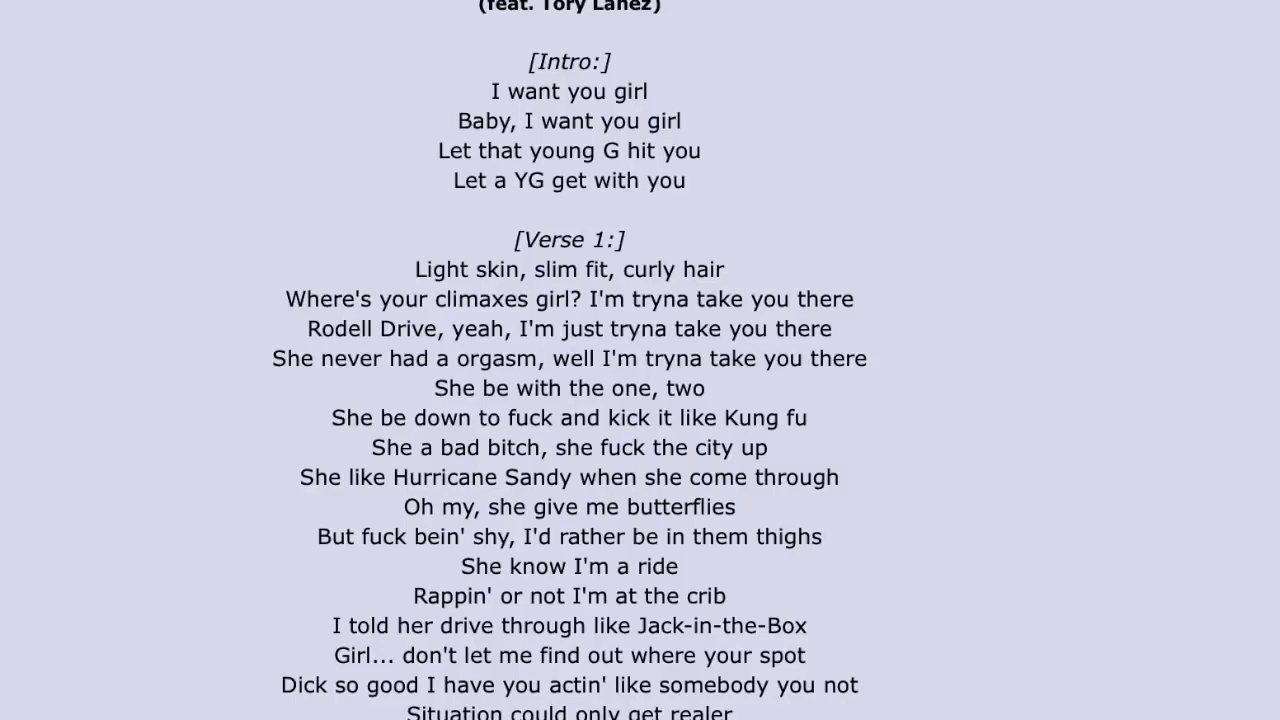 (feat. Tory Lanez)
[Intro:]
I want you girl
Baby, I want you girl
Let that young G hit you
Let a YG get with you
[Verse 1:]
Light skin, slim fit, curly hair
Where's your climaxes girl? I'm tryna take you there
Rodell Drive, yeah, I'm just tryna take you there
She never had a orgasm, well I'm tryna take you there
She be with the one, two
She be down to fuck and kick it like Kung fu
She a bad bitch, she fuck the city up
She like Hurricane Sandy when she come through
Oh my, she give me butterflies
But fuck bein' shy, I'd rather be in them thighs
She know I'm a ride
Rappin' or not I'm at the crib
I told her drive through like Jack-in-the-Box
Girl... don't let me find out where your spot
Dick so good I have you actin' like somebody you not
Situation could only get realer